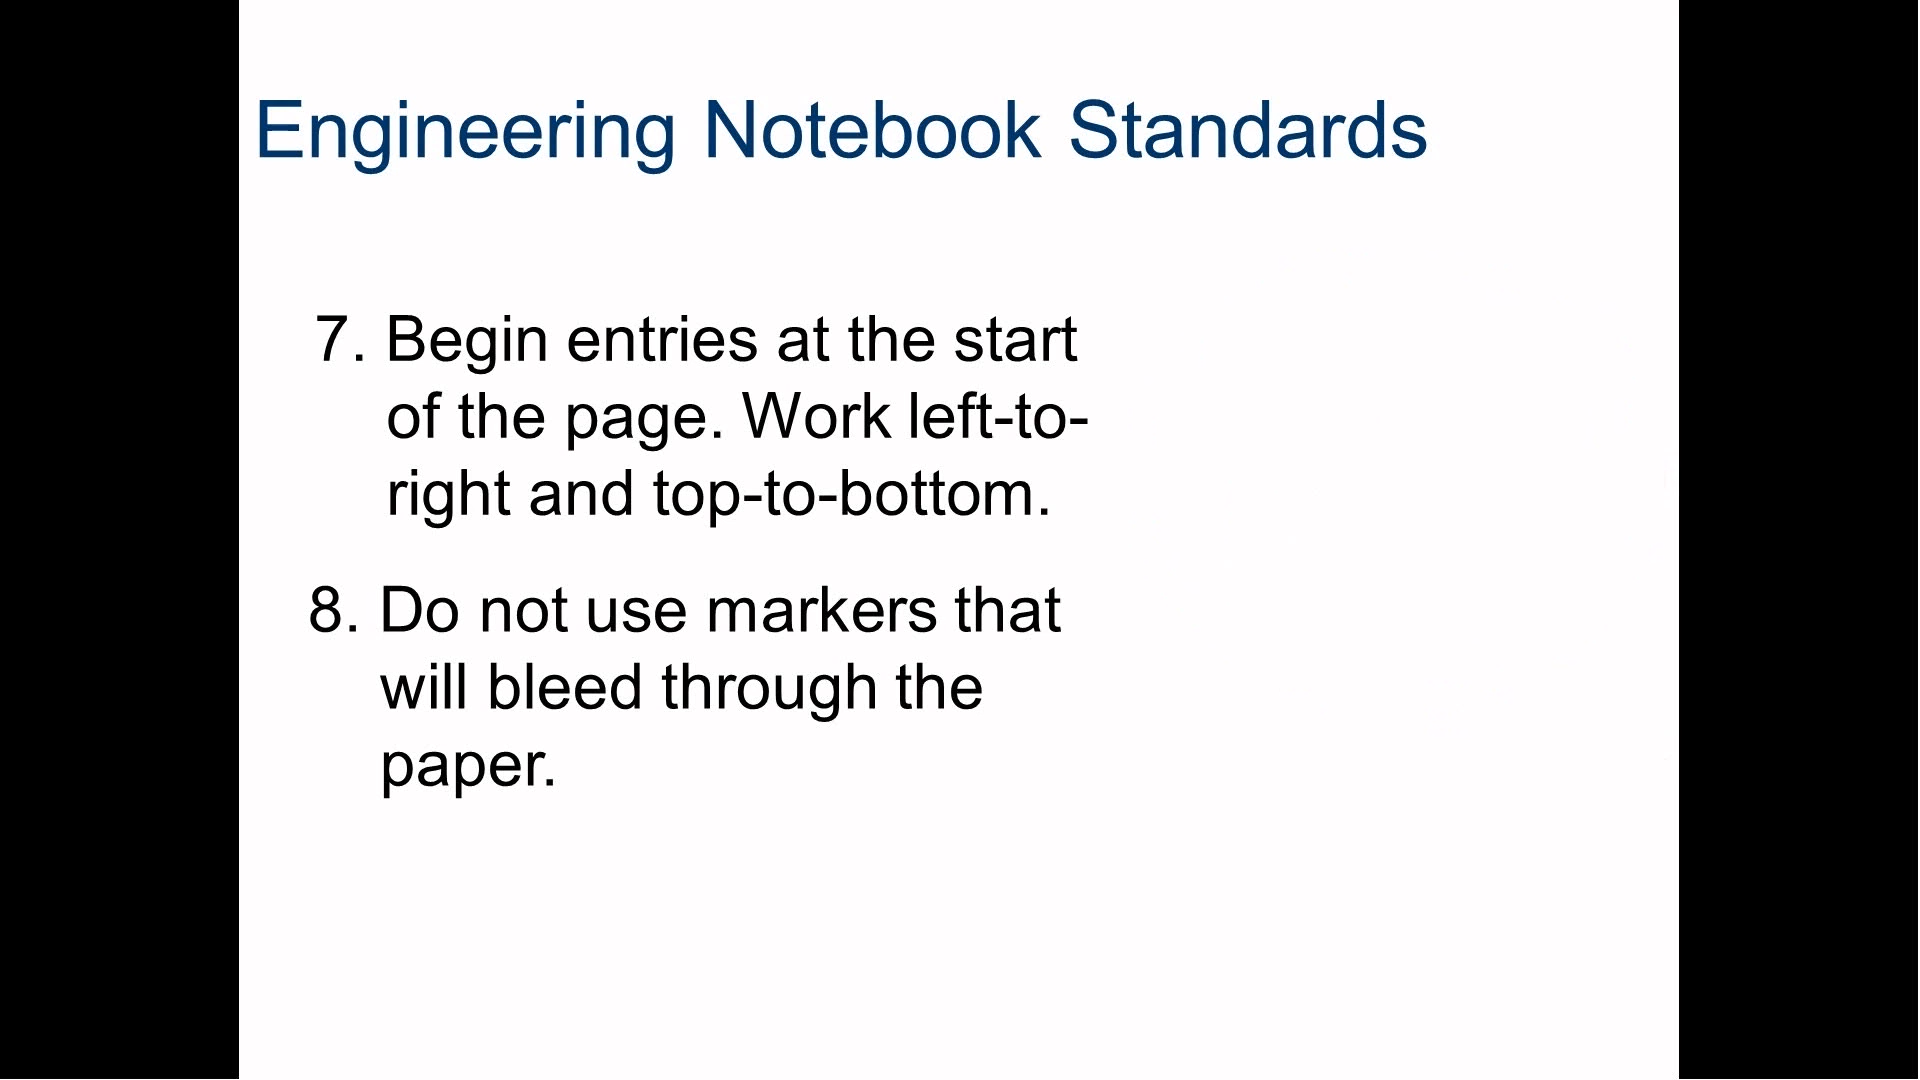 Engineering Notebook Standards
7. Begin entries at the start
of the page. Work left-to-
right and top-to-bottom.
8. Do not use markers that
will bleed through the
paper.